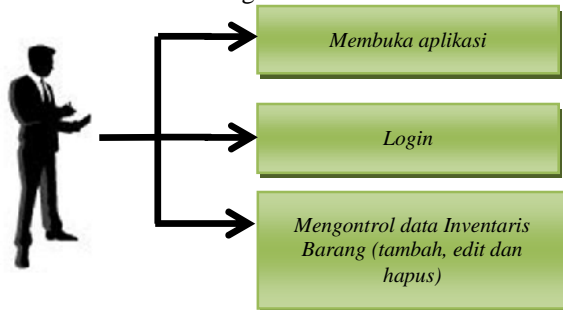 Membuka aplikasi
Login
Mengontrol data Inventaris
Barang (tambah, edit dan
hapus)